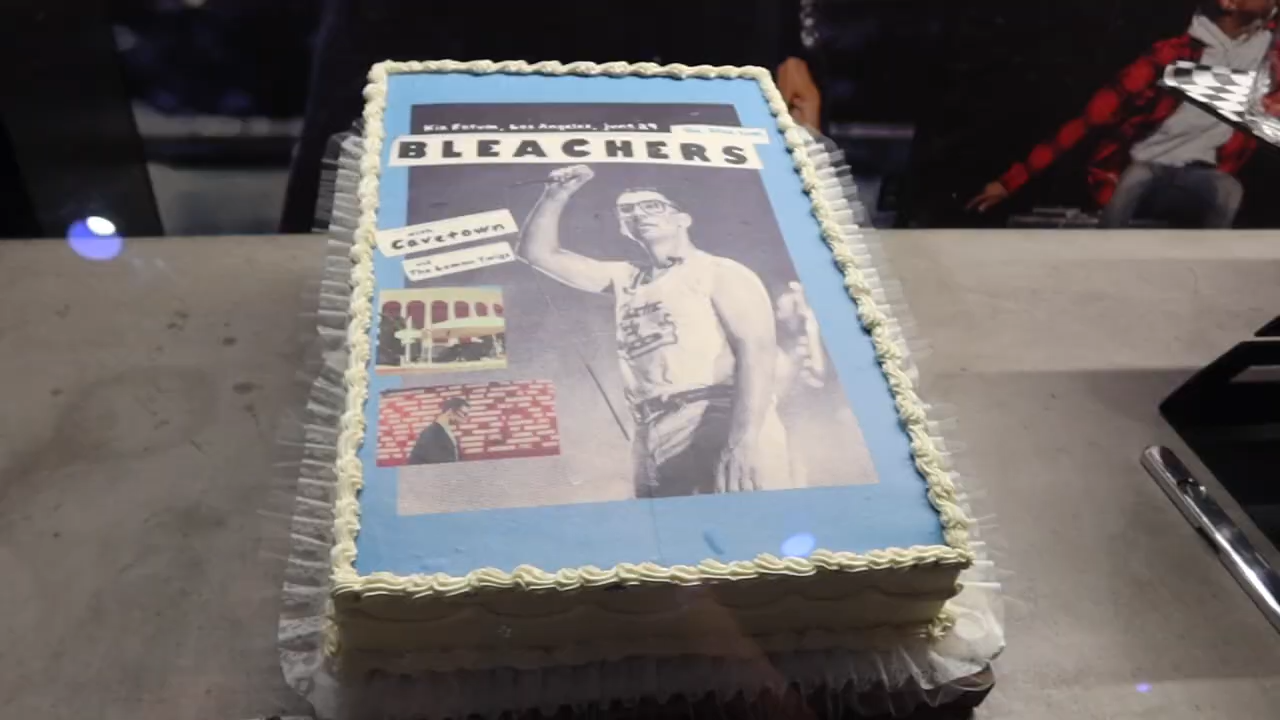 Kia Forum, Los Angeles, June 29
BLEACHERS
with
Cavetown
and
The Lemon Twigs